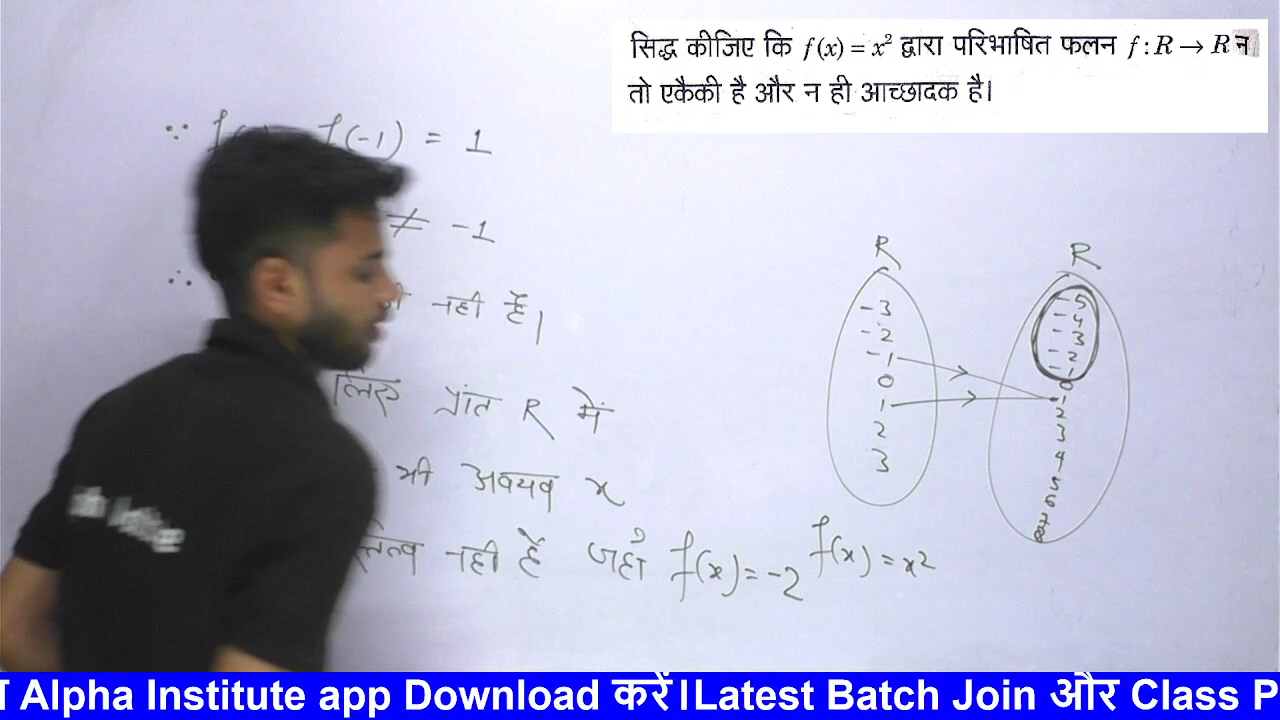 सिद्ध कीजिए कि f(x) = x² द्वारा परिभाषित फलन f : R → R न
तो एकैकी है और न ही आच्छादक है।
∵ f(-1) = 1
≠ -1
∴ नहीं है।
लिए प्रांत R में
भी अवयव x
नहीं है जहाँ f(x) = -2
R
-3
-2
-1
0
1
2
3
R
-5
-4
-3
-2
-1
0
1
2
3
4
5
6
7
8
f(x) = x²
Alpha Institute app Download करें।Latest Batch Join और Class P